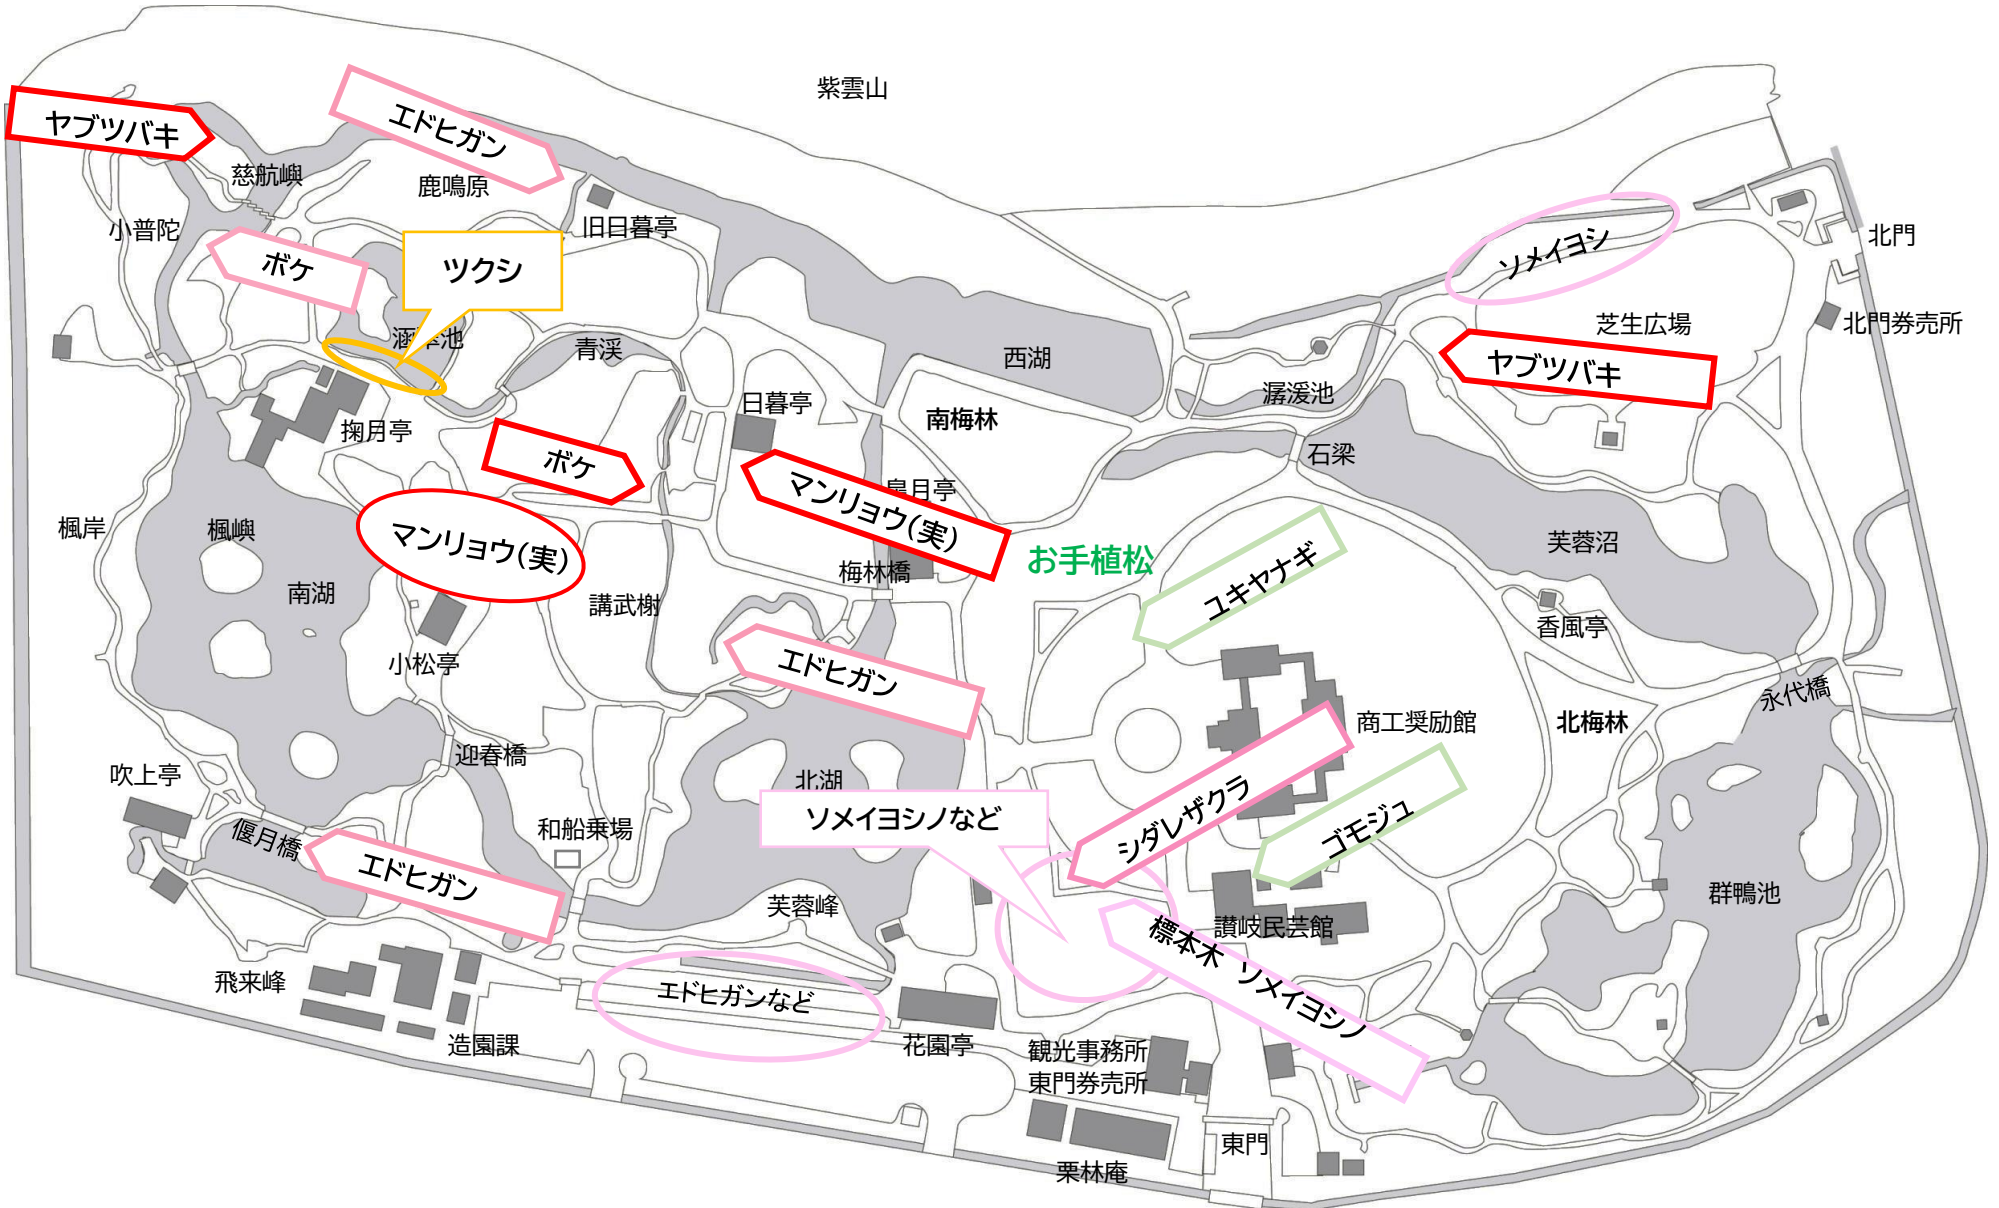 紫雲山
ヤブツバキ
エドヒガン
慈航嶼
鹿鳴原
小普陀
旧日暮亭
ソメイヨシ
北門
ボケ
ツクシ
芝生広場
北門券売所
青渓
西湖
ヤブツバキ
潺湲池
日暮亭
南梅林
掬月亭
石梁
ボケ
マンリョウ(実)
皐月亭
楓岸
楓嶼
マンリョウ(実)
お手植松
ユキヤナギ
芙蓉沼
梅林橋
南湖
講武榭
香風亭
小松亭
エドヒガン
永代橋
商工奨励館
北梅林
迎春橋
吹上亭
北湖
ソメイヨシノなど
シダレザクラ
ゴモジュ
和船乗場
偃月橋
エドヒガン
芙蓉峰
群鴨池
讃岐民芸館
標本木 ソメイヨシノ
飛来峰
エドヒガンなど
造園課
花園亭
観光事務所
東門券売所
東門
栗林庵